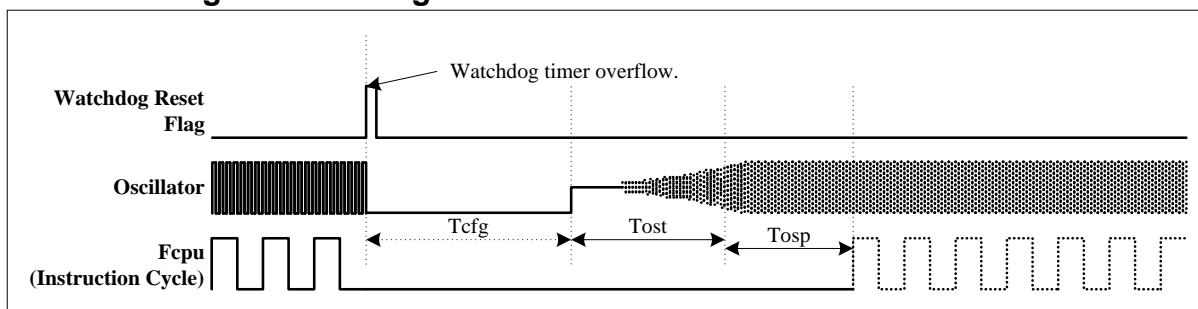 Watchdog timer overflow.
Watchdog Reset
Flag
Oscillator
Tcfg
Tost
Tosp
Fcpu
(Instruction Cycle)